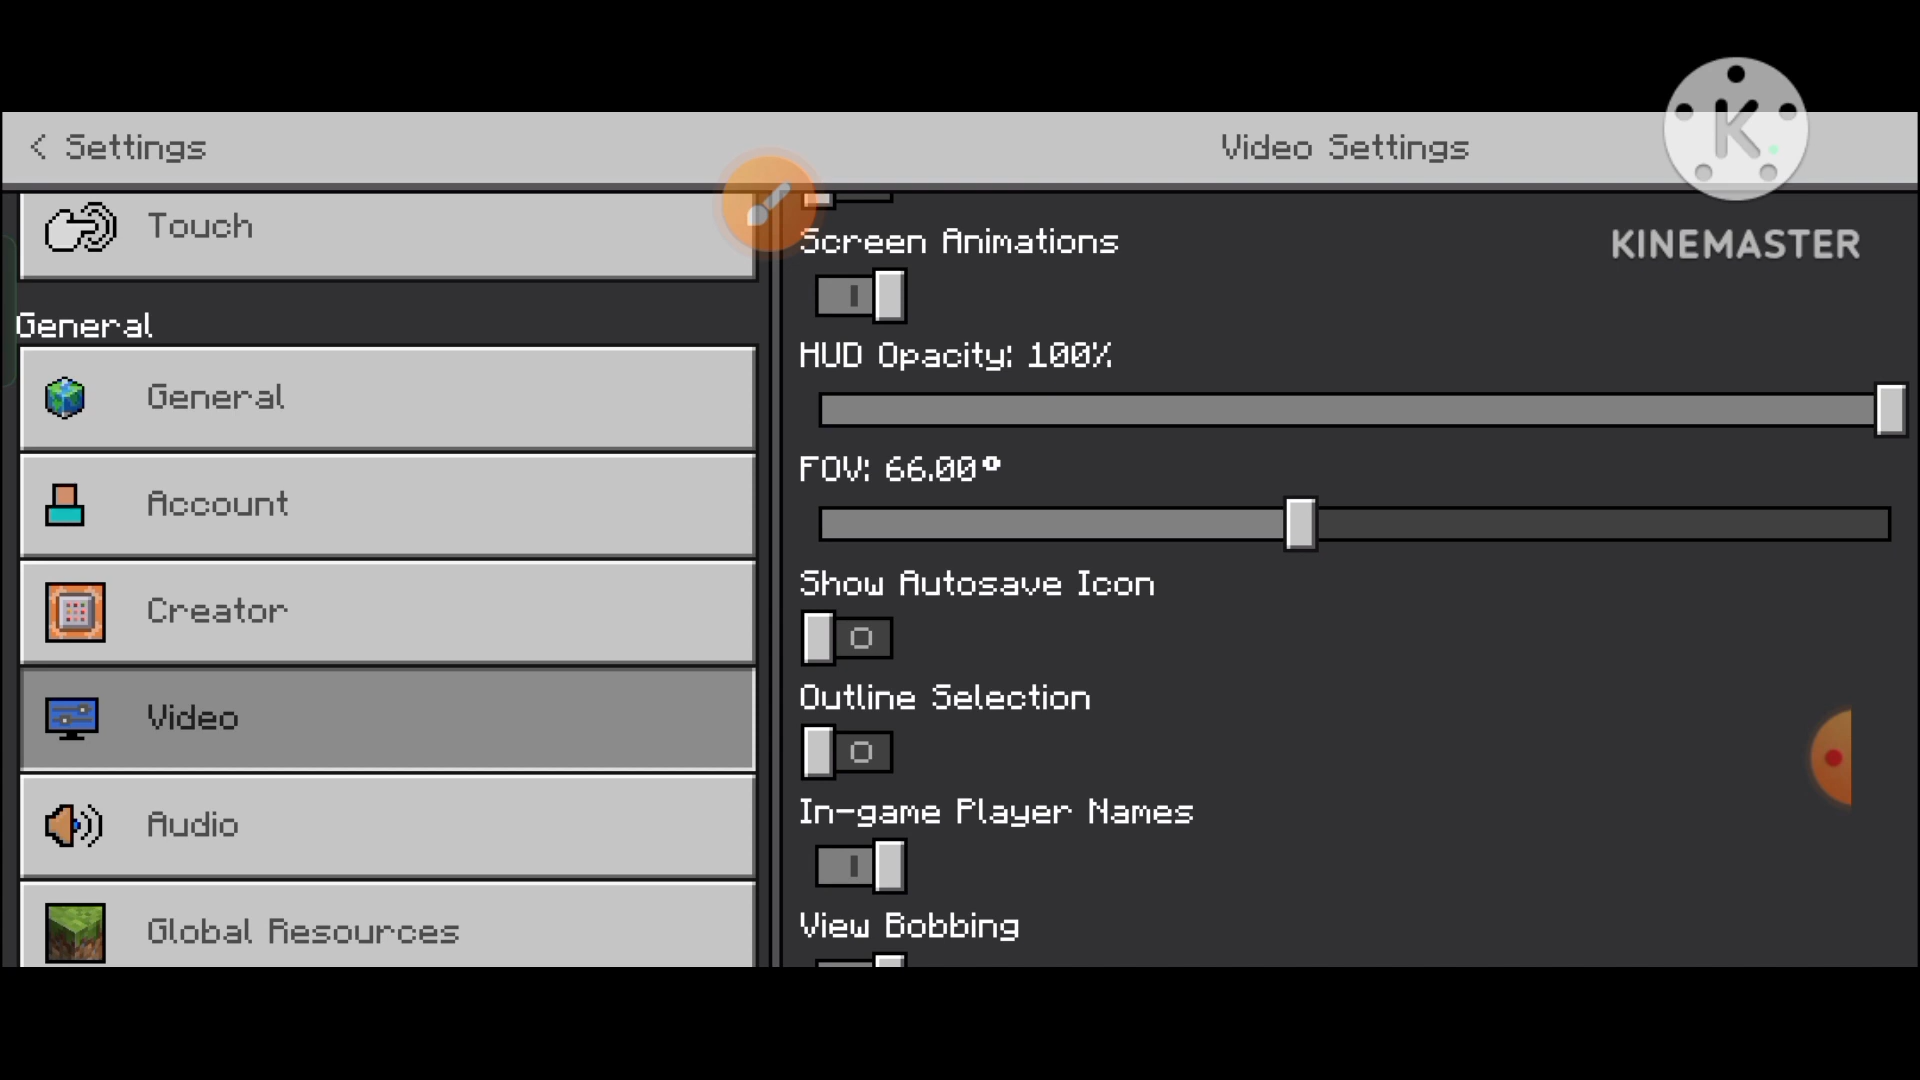 < Settings
Video Settings
K
KINEMASTER
Touch
General
General
Account
Creator
Video
Audio
Global Resources
Screen Animations
HUD Opacity: 100%
FOV: 66.00°
Show Autosave Icon
Outline Selection
In-game Player Names
View Bobbing